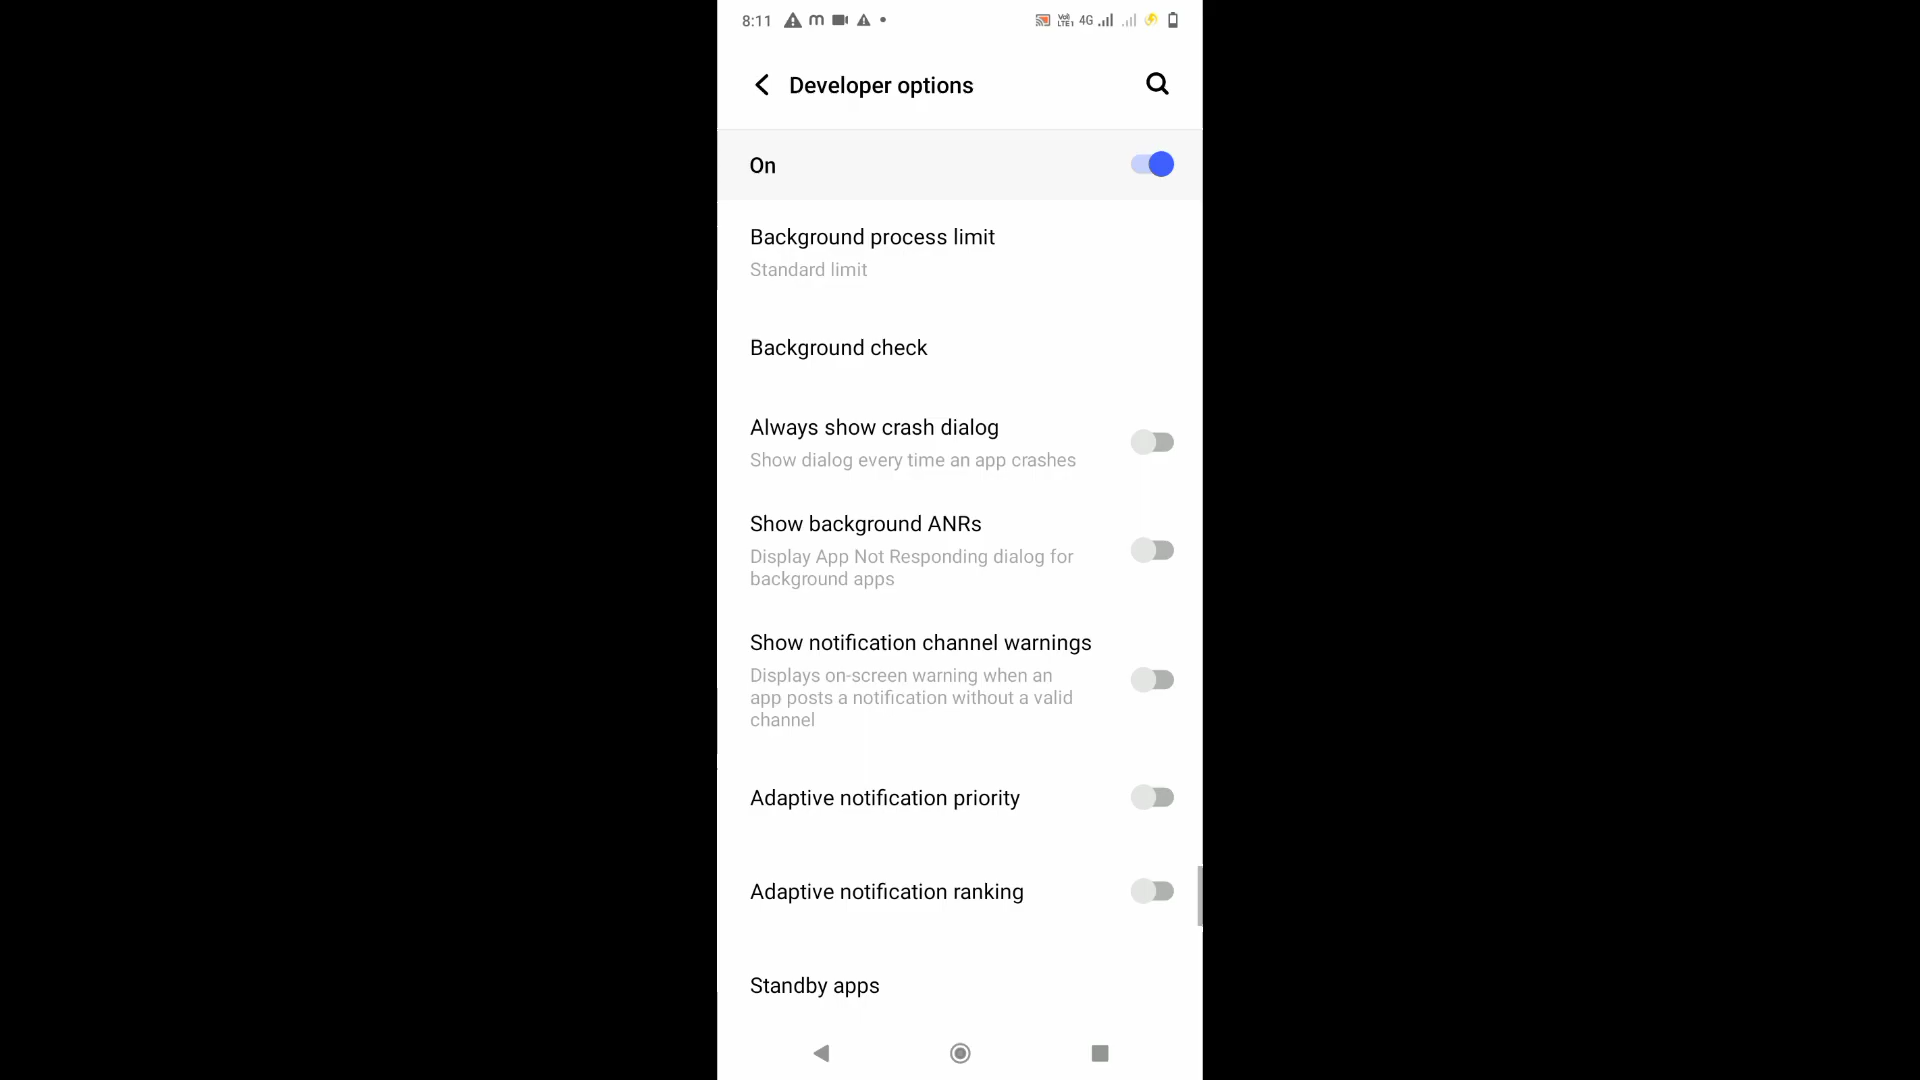 8:11
4G
Developer options
On
Background process limit
Standard limit
Background check
Always show crash dialog
Show dialog every time an app crashes
Show background ANRs
Display App Not Responding dialog for
background apps
Show notification channel warnings
Displays on-screen warning when an
app posts a notification without a valid
channel
Adaptive notification priority
Adaptive notification ranking
Standby apps